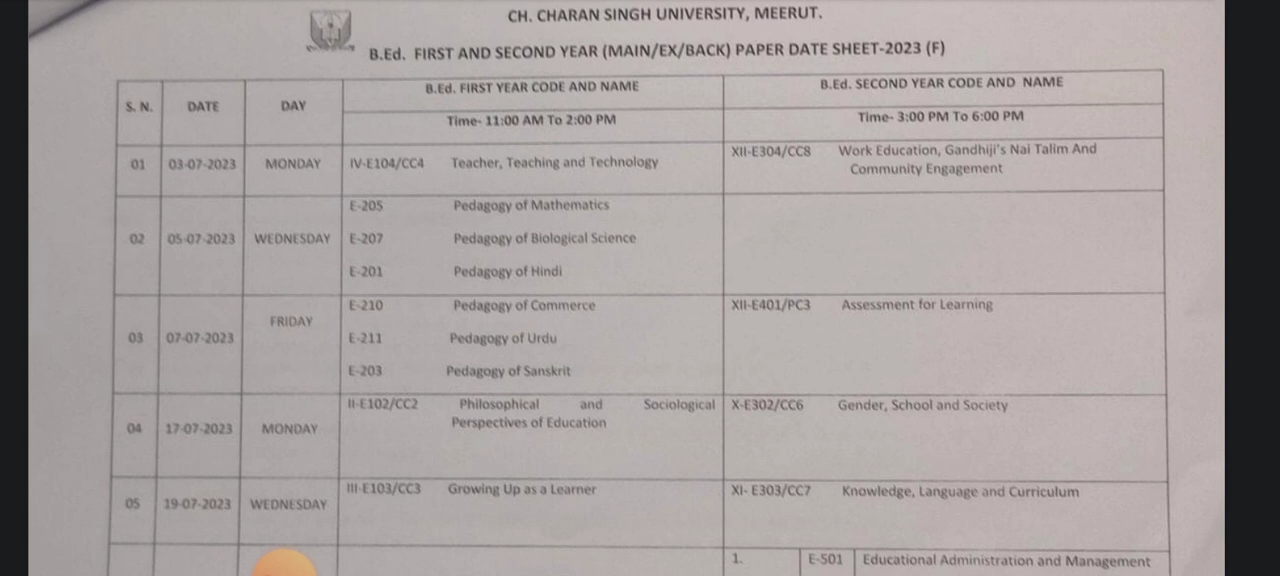 CH. CHARAN SINGH UNIVERSITY, MEERUT.
B.Ed. FIRST AND SECOND YEAR (MAIN/EX/BACK) PAPER DATE SHEET-2023 (F)
S. N. DATE DAY B.Ed. FIRST YEAR CODE AND NAME B.Ed. SECOND YEAR CODE AND NAME
Time- 11:00 AM To 2:00 PM Time- 3:00 PM To 6:00 PM
01 03-07-2023 MONDAY IV-E104/CC4 Teacher, Teaching and Technology XII-E304/CC8 Work Education, Gandhiji's Nai Talim And
Community Engagement
E-205 Pedagogy of Mathematics
02 05-07-2023 WEDNESDAY E-207 Pedagogy of Biological Science
E-201 Pedagogy of Hindi
E-210 Pedagogy of Commerce XII-E401/PC3 Assessment for Learning
FRIDAY
03 07-07-2023 E-211 Pedagogy of Urdu
E-203 Pedagogy of Sanskrit
II-E102/CC2 Philosophical and Sociological X-E302/CC6 Gender, School and Society
Perspectives of Education
04 17-07-2023 MONDAY
III-E103/CC3 Growing Up as a Learner XI- E303/CC7 Knowledge, Language and Curriculum
05 19-07-2023 WEDNESDAY
1. E-501 Educational Administration and Management